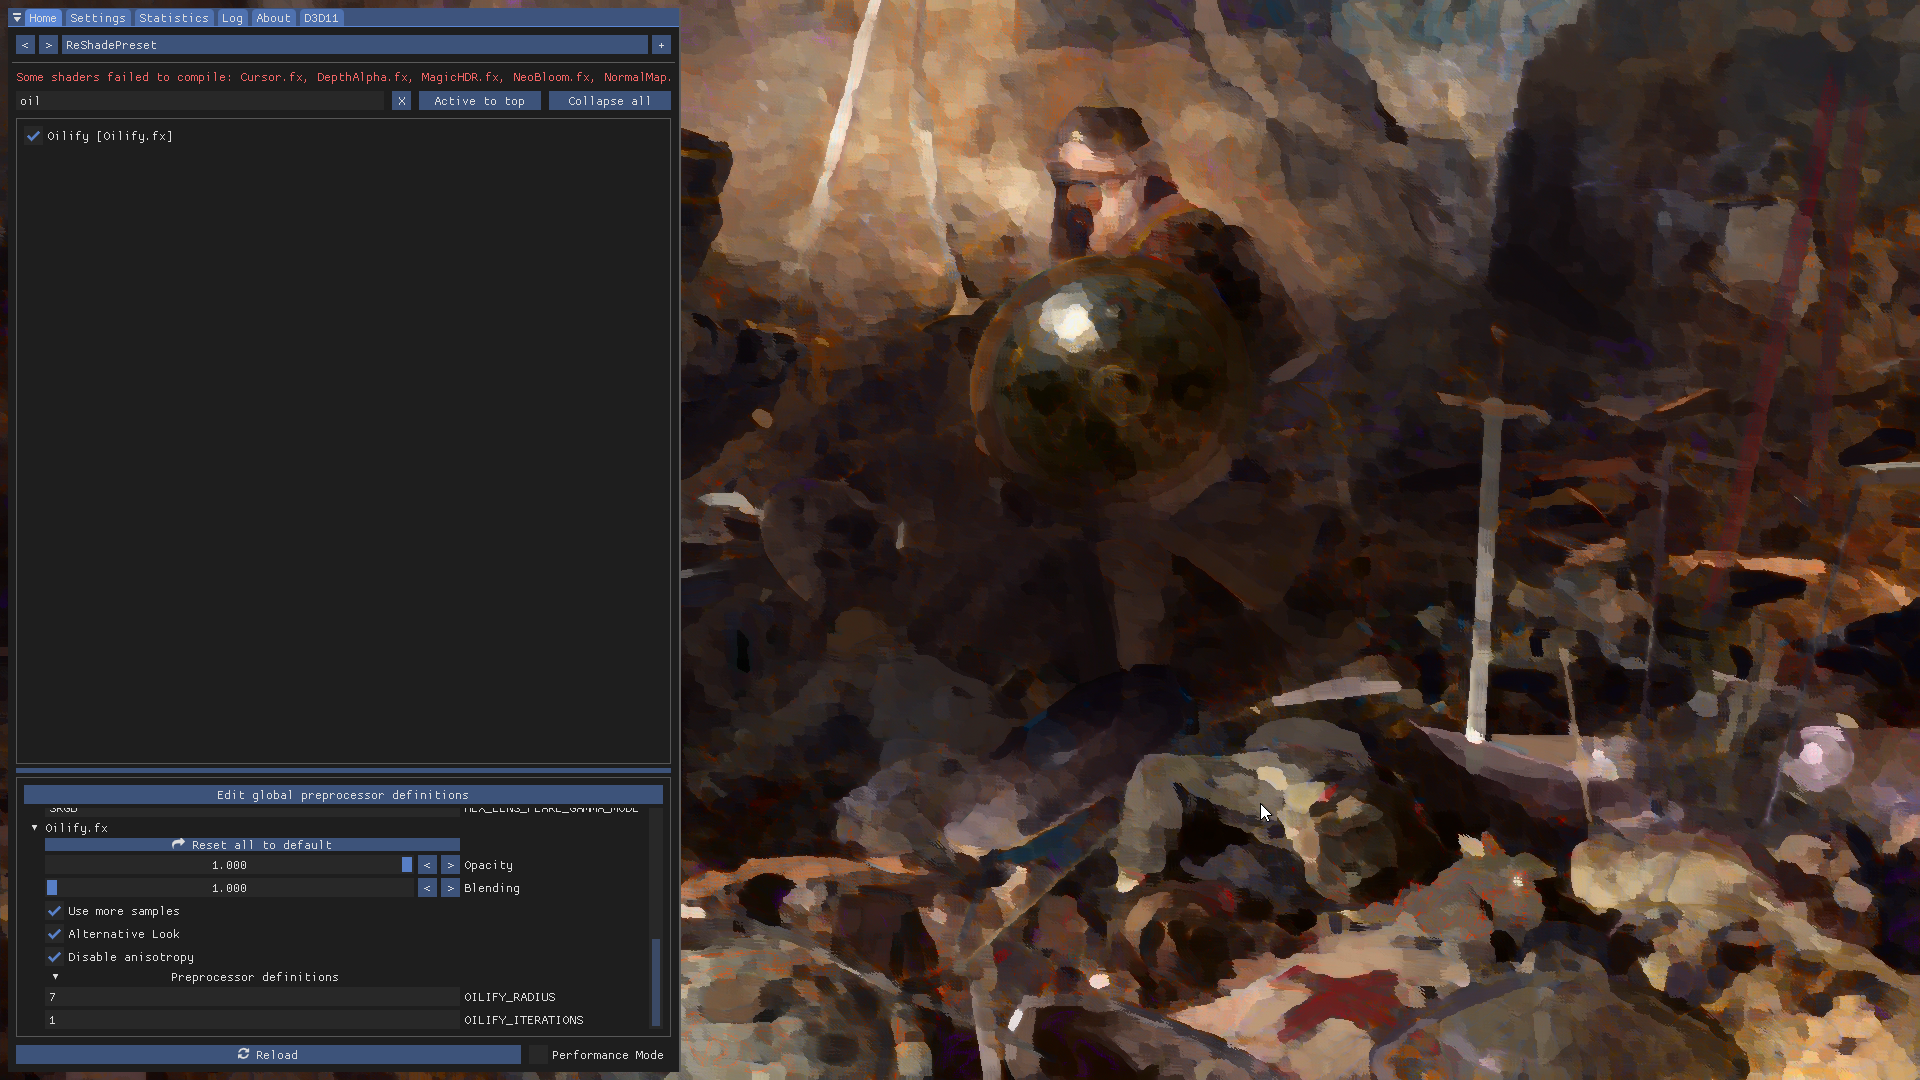 Home Settings Statistics Log About D3D11
< > ReShadePreset +
Some shaders failed to compile: Cursor.fx, DepthAlpha.fx, MagicHDR.fx, NeoBloom.fx, NormalMap.
oil X Active to top Collapse all
Oilify [Oilify.fx]
Edit global preprocessor definitions
SRGB HEX_LENS_FLARE_GAMMA_MODE
Oilify.fx
Reset all to default
1.000 < > Opacity
1.000 < > Blending
Use more samples
Alternative Look
Disable anisotropy
Preprocessor definitions
7 OILIFY_RADIUS
1 OILIFY_ITERATIONS
Reload Performance Mode